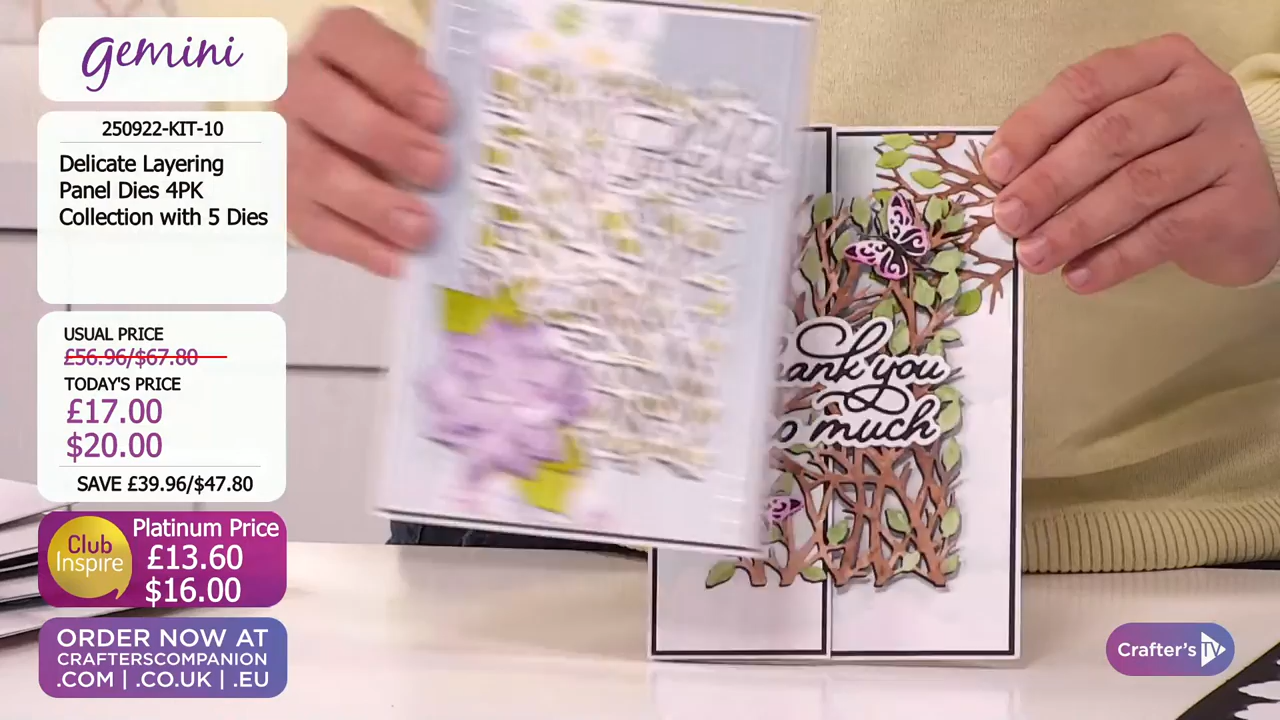 gemini
250922-KIT-10
Delicate Layering
Panel Dies 4PK
Collection with 5 Dies
USUAL PRICE
£56.96/$67.80
TODAY'S PRICE
£17.00
$20.00
SAVE £39.96/$47.80
Club
Inspire
Platinum Price
£13.60
$16.00
ORDER NOW AT
CRAFTERSCOMPANION
.COM | .CO.UK | .EU
hank you
o much
Crafter's TV